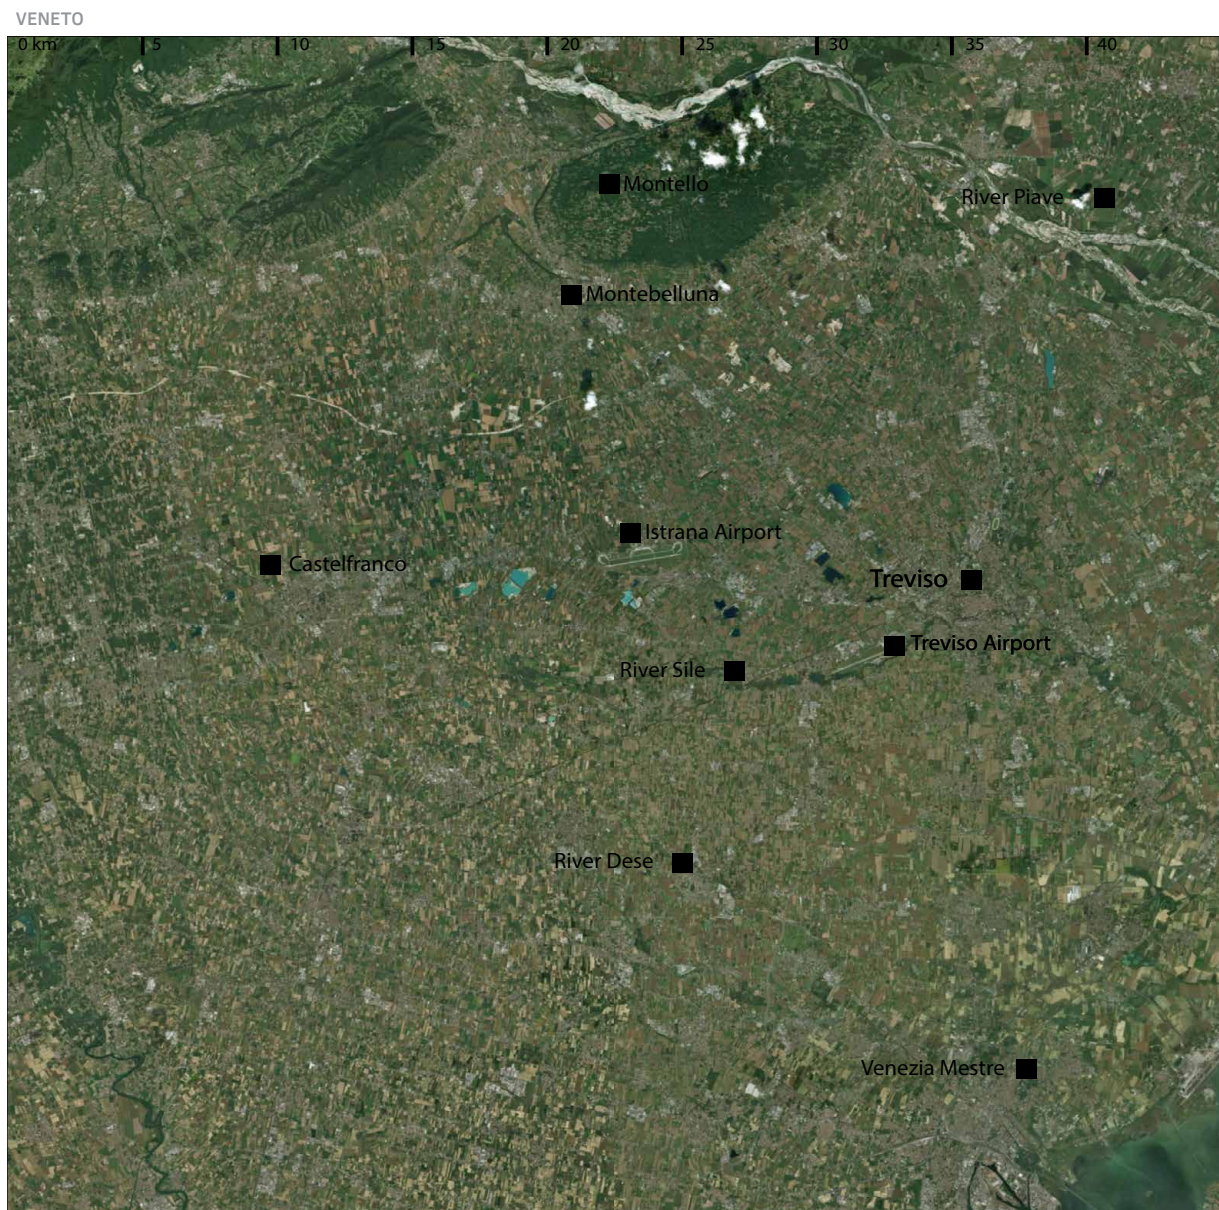 VENETO
0 km 5 10 15 20 25 30 35 40
Montello
River Piave
Montebelluna
Istrana Airport
Castelfranco
Treviso
Treviso Airport
River Sile
River Dese
Venezia Mestre